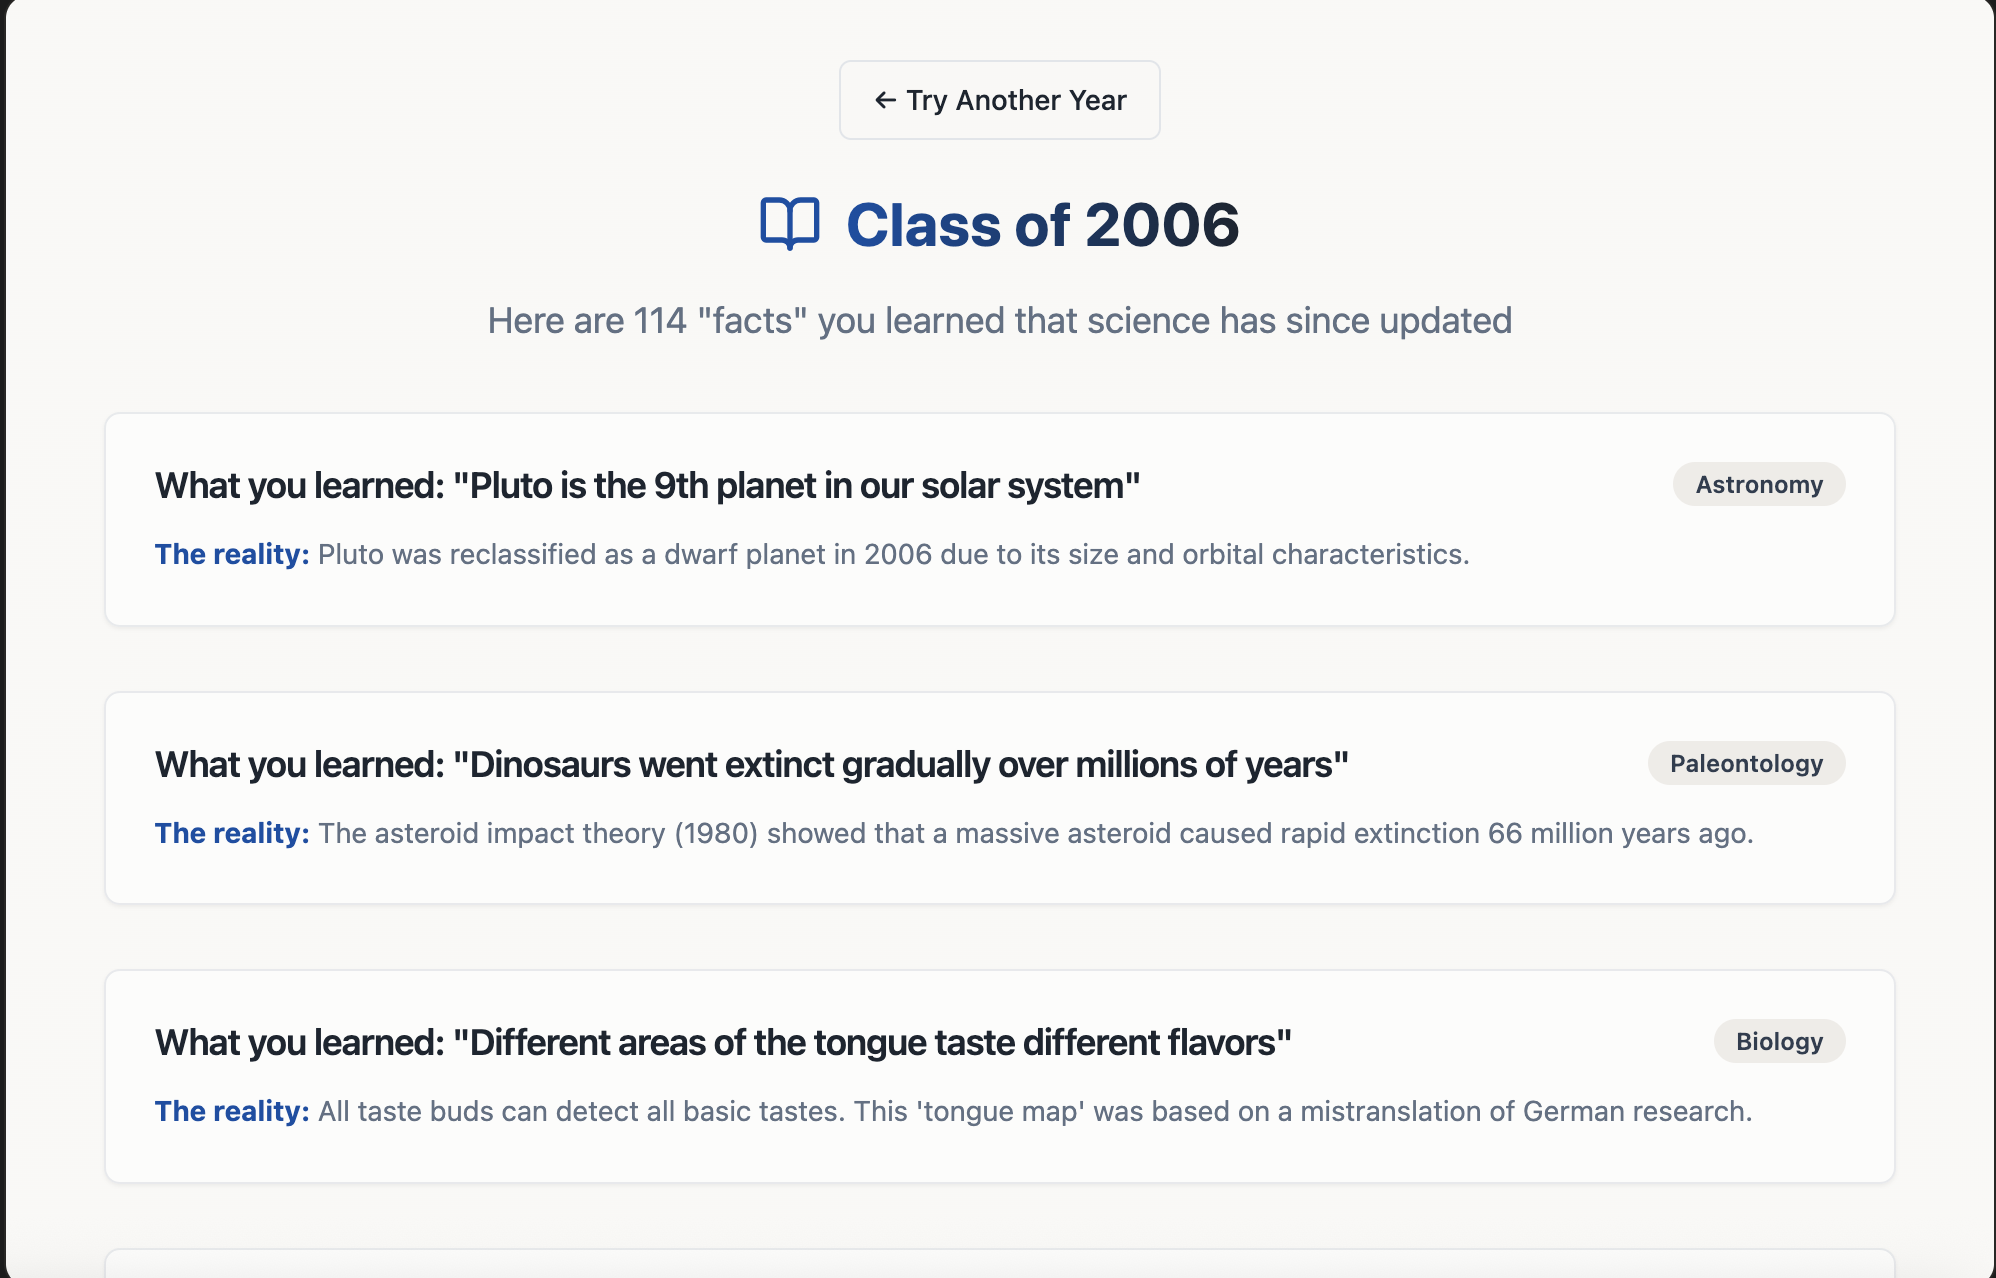 ← Try Another Year
Class of 2006
Here are 114 "facts" you learned that science has since updated
What you learned: "Pluto is the 9th planet in our solar system"
Astronomy
The reality: Pluto was reclassified as a dwarf planet in 2006 due to its size and orbital characteristics.
What you learned: "Dinosaurs went extinct gradually over millions of years"
Paleontology
The reality: The asteroid impact theory (1980) showed that a massive asteroid caused rapid extinction 66 million years ago.
What you learned: "Different areas of the tongue taste different flavors"
Biology
The reality: All taste buds can detect all basic tastes. This 'tongue map' was based on a mistranslation of German research.